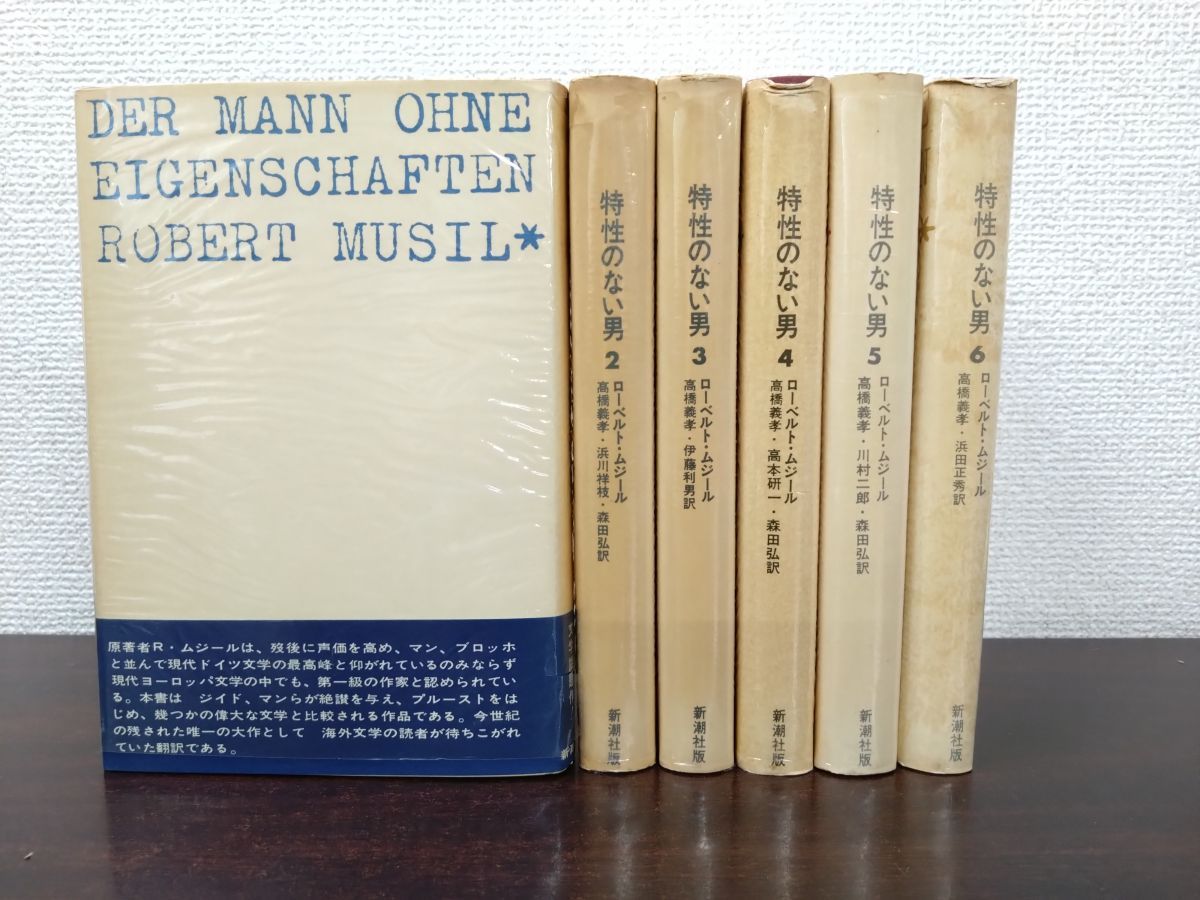 DER MANN OHNE
EIGENSCHAFTEN
ROBERT MUSIL*
原著者R・ムジールは、歿後に声価を高め、マン、ブロッホ
と並んで現代ドイツ文学の最高峰と仰がれているのみならず
現代ヨーロッパ文学の中でも、第一級の作家と認められてい
る。本書は ジイド、マンらが絶讃を与え、プルーストをは
じめ、幾つかの偉大な文学と比較される作品である。今世紀
の残された唯一の大作として 海外文学の読者が待ちこがれ
ていた翻訳である。
特性のない男 2
ローベルト・ムジール
高橋義孝・浜川祥枝・森田弘訳
新潮社版
特性のない男 3
ローベルト・ムジール
高橋義孝・伊藤利男訳
新潮社版
特性のない男 4
ローベルト・ムジール
高橋義孝・高本研一・森田弘訳
新潮社版
特性のない男 5
ローベルト・ムジール
高橋義孝・川村二郎・森田弘訳
新潮社版
特性のない男 6
ローベルト・ムジール
高橋義孝・浜田正秀訳
新潮社版